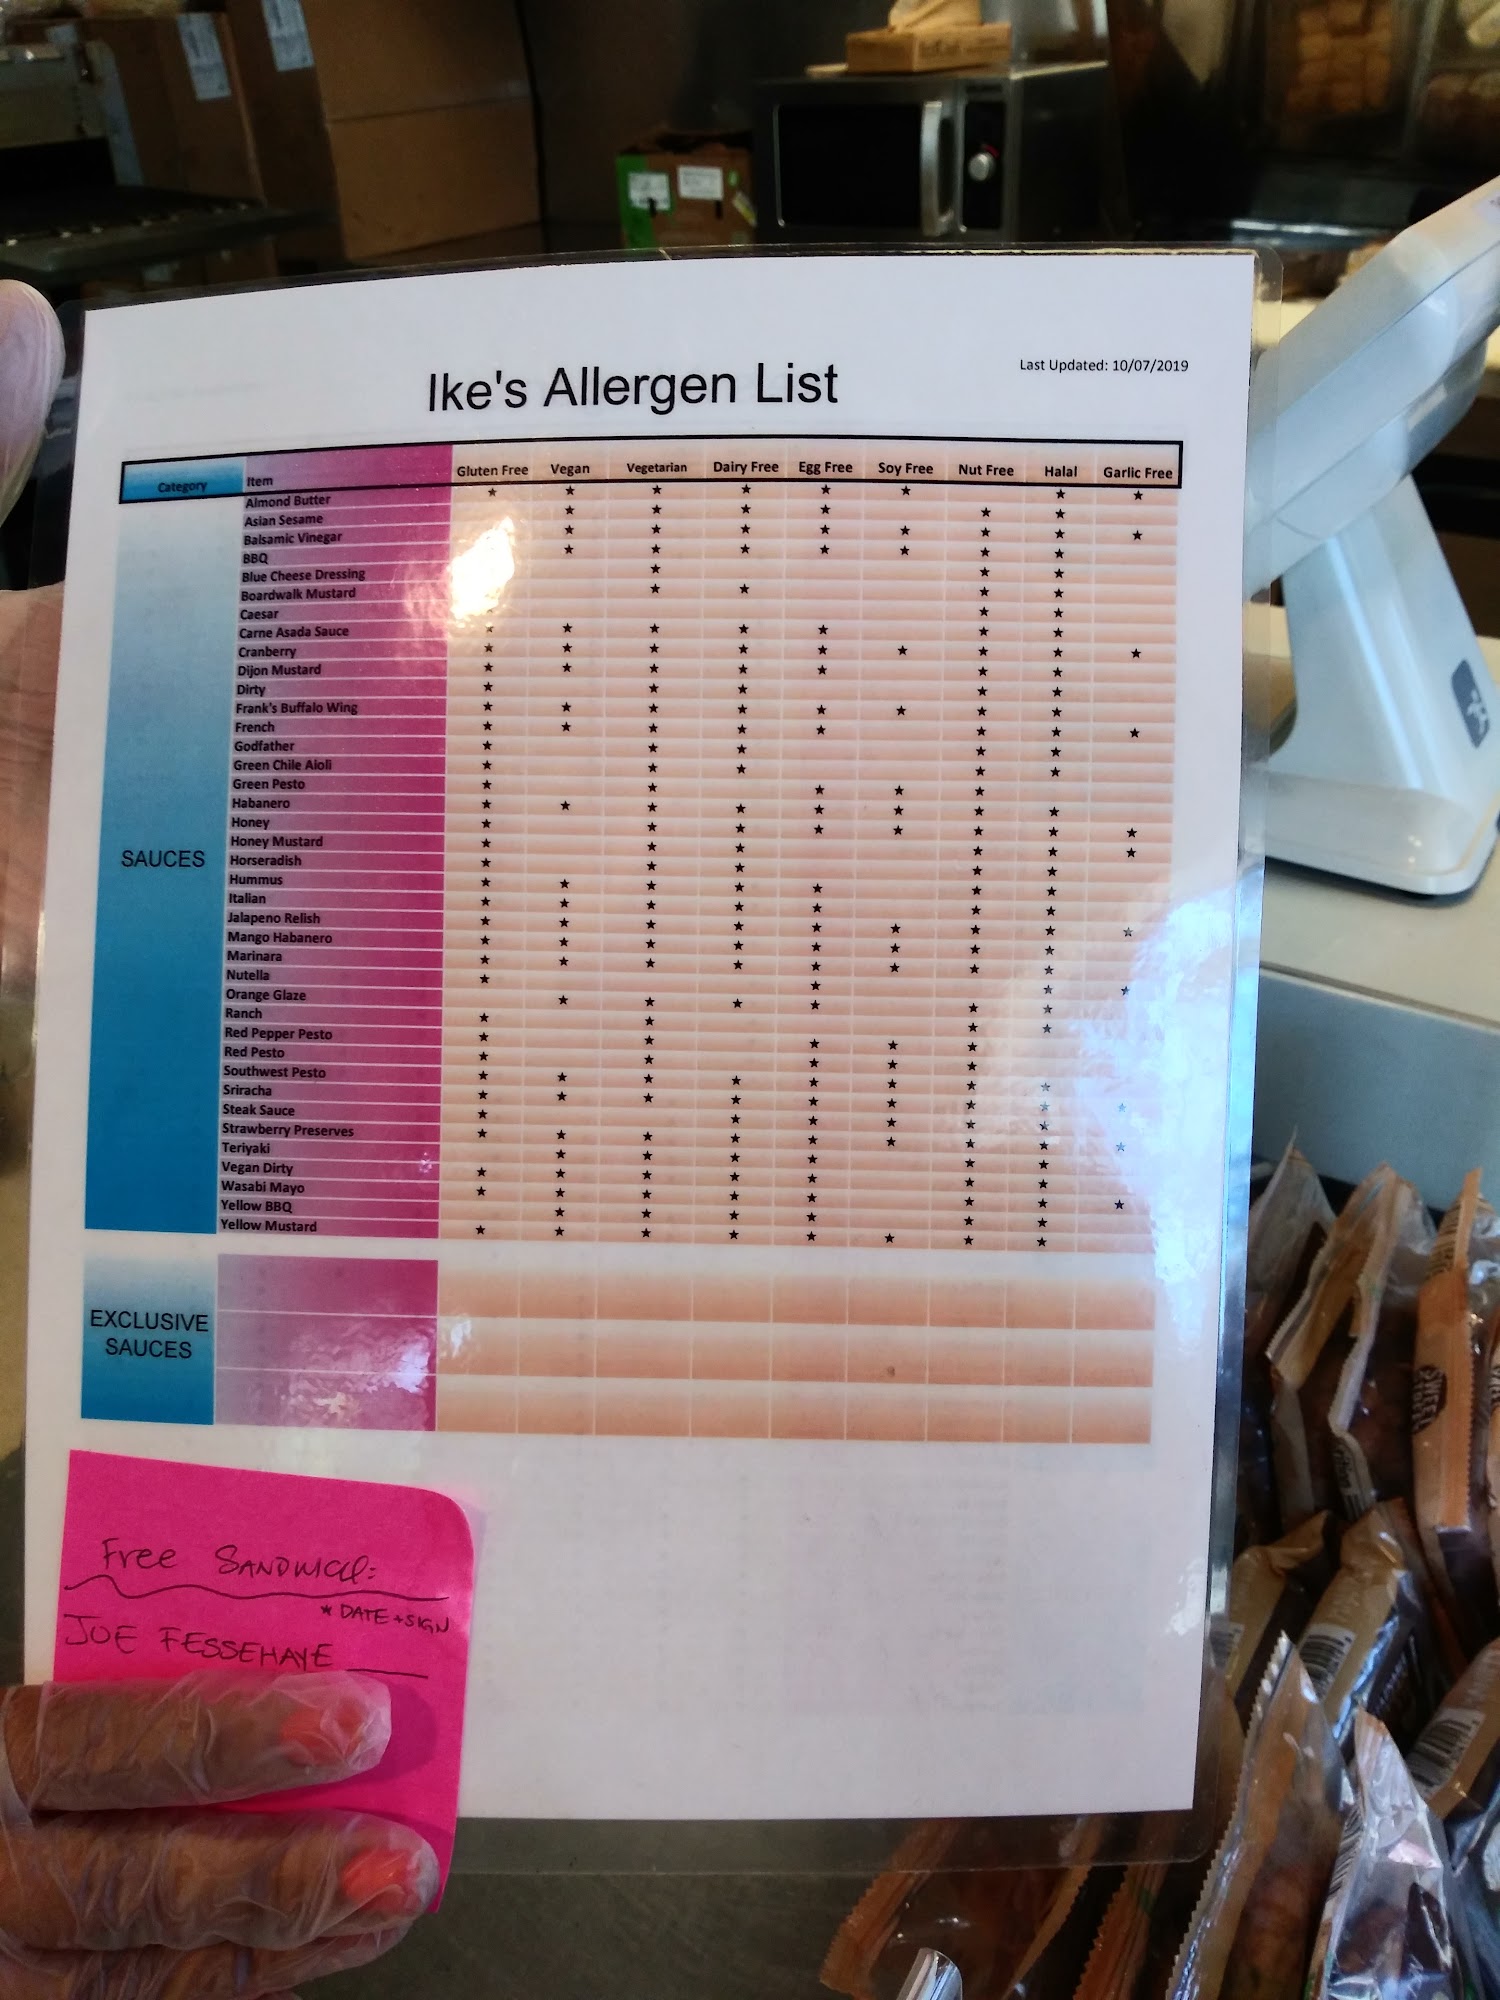 Ike's Allergen List
Last Updated: 10/07/2019
Category Item Gluten Free Vegan Vegetarian Dairy Free Egg Free Soy Free Nut Free Halal Garlic Free
SAUCES
Almond Butter
Asian Sesame
Balsamic Vinegar
BBQ
Blue Cheese Dressing
Boardwalk Mustard
Caesar
Carne Asada Sauce
Cranberry
Dijon Mustard
Dirty
Frank's Buffalo Wing
French
Godfather
Green Chile Aioli
Green Pesto
Habanero
Honey
Honey Mustard
Horseradish
Hummus
Italian
Jalapeno Relish
Mango Habanero
Marinara
Nutella
Orange Glaze
Ranch
Red Pepper Pesto
Red Pesto
Southwest Pesto
Sriracha
Steak Sauce
Strawberry Preserves
Teriyaki
Vegan Dirty
Wasabi Mayo
Yellow BBQ
Yellow Mustard
EXCLUSIVE
SAUCES
Free SANDWICH:
* DATE + SIGN
JOE FESSEHAYE
SWEET